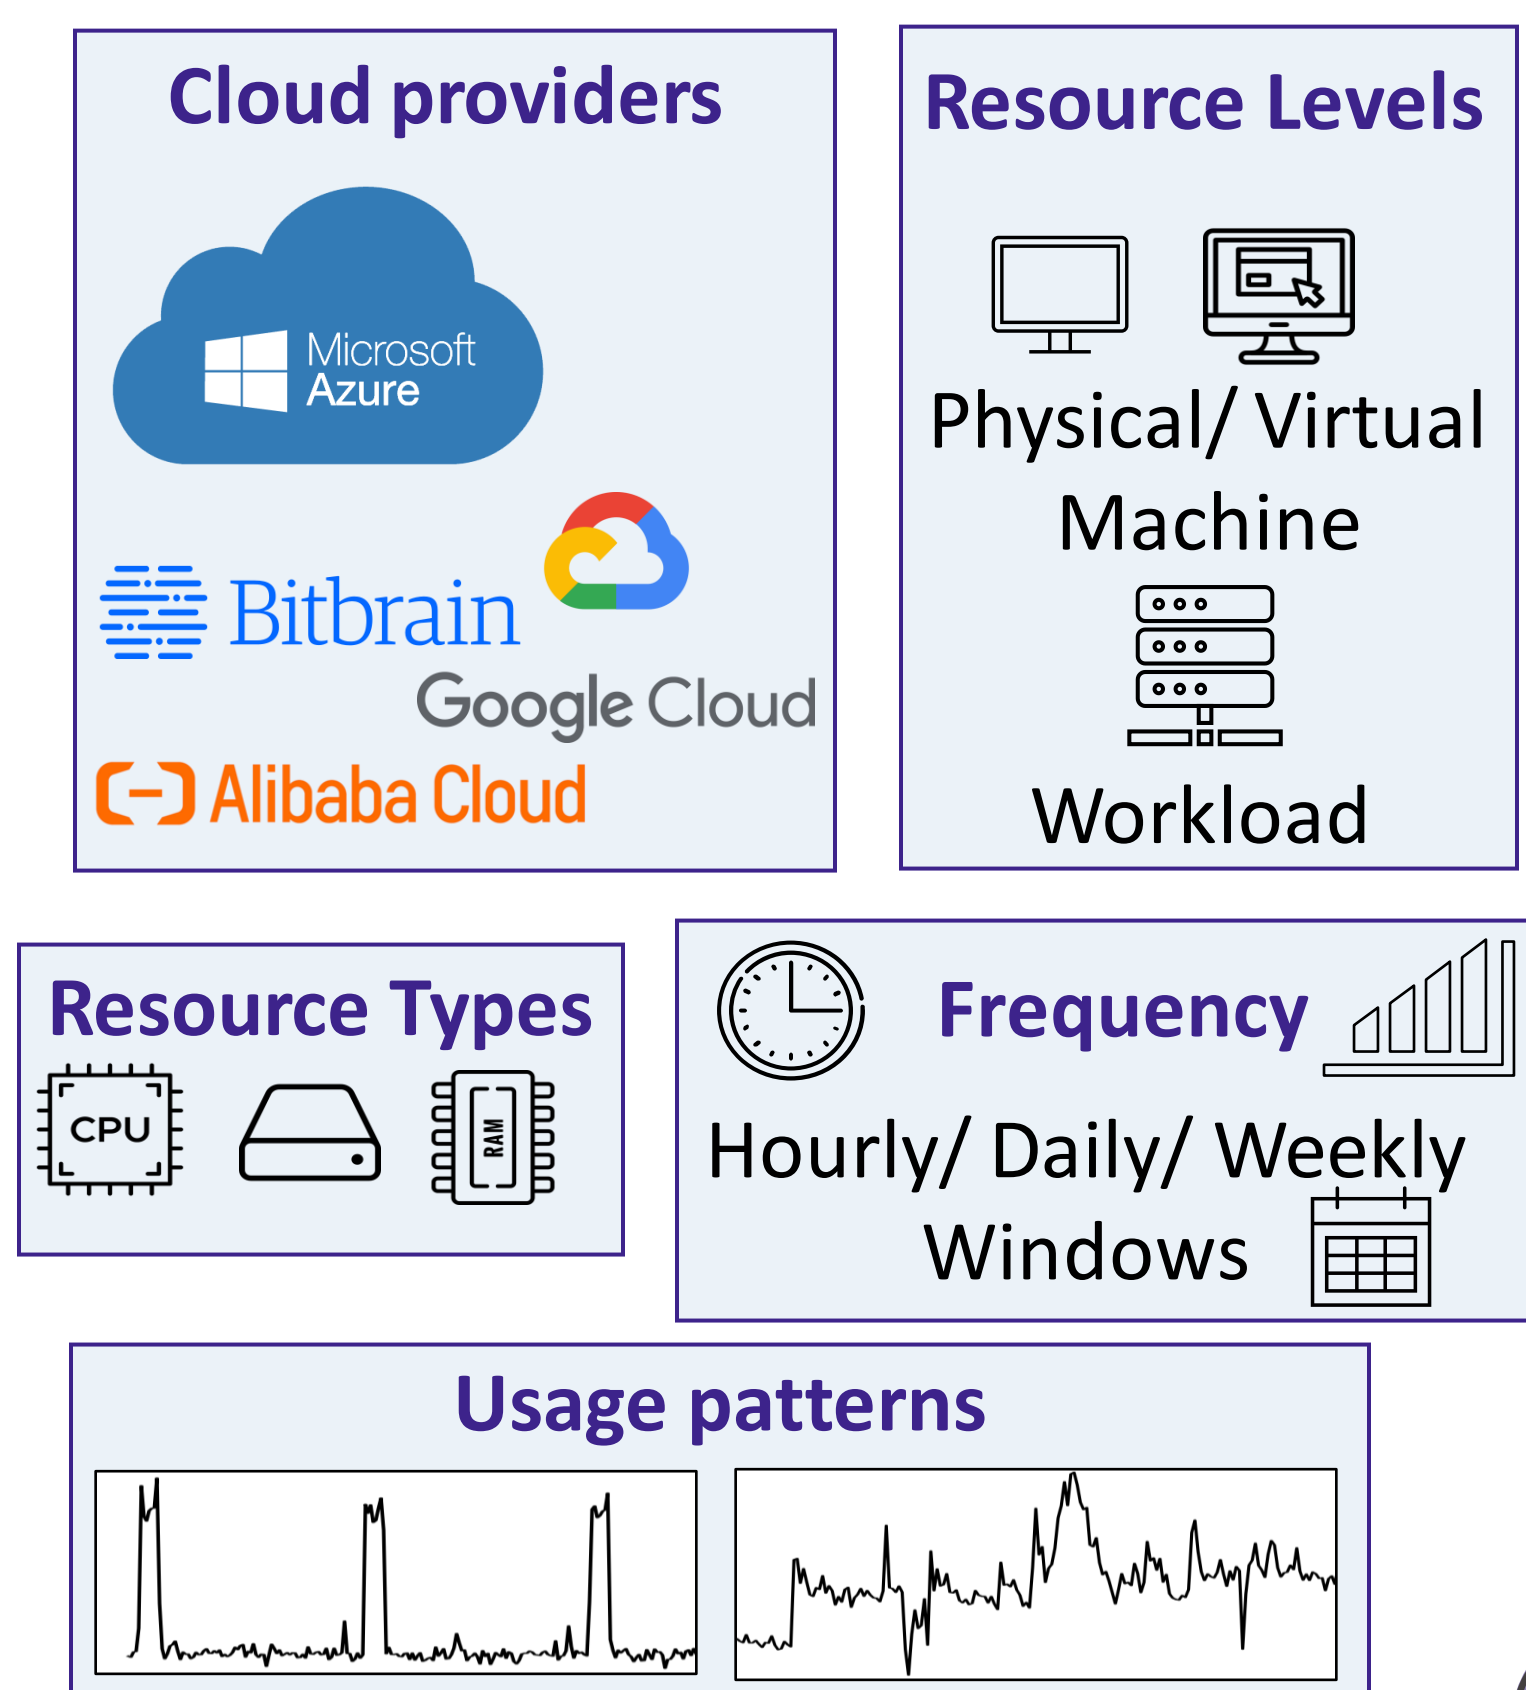 Cloud providers
Microsoft
Azure
Bitbrain
Google Cloud
Alibaba Cloud
Resource Levels
Physical/ Virtual
Machine
Workload
Resource Types
CPU
RAM
Frequency
Hourly/ Daily/ Weekly
Windows
Usage patterns